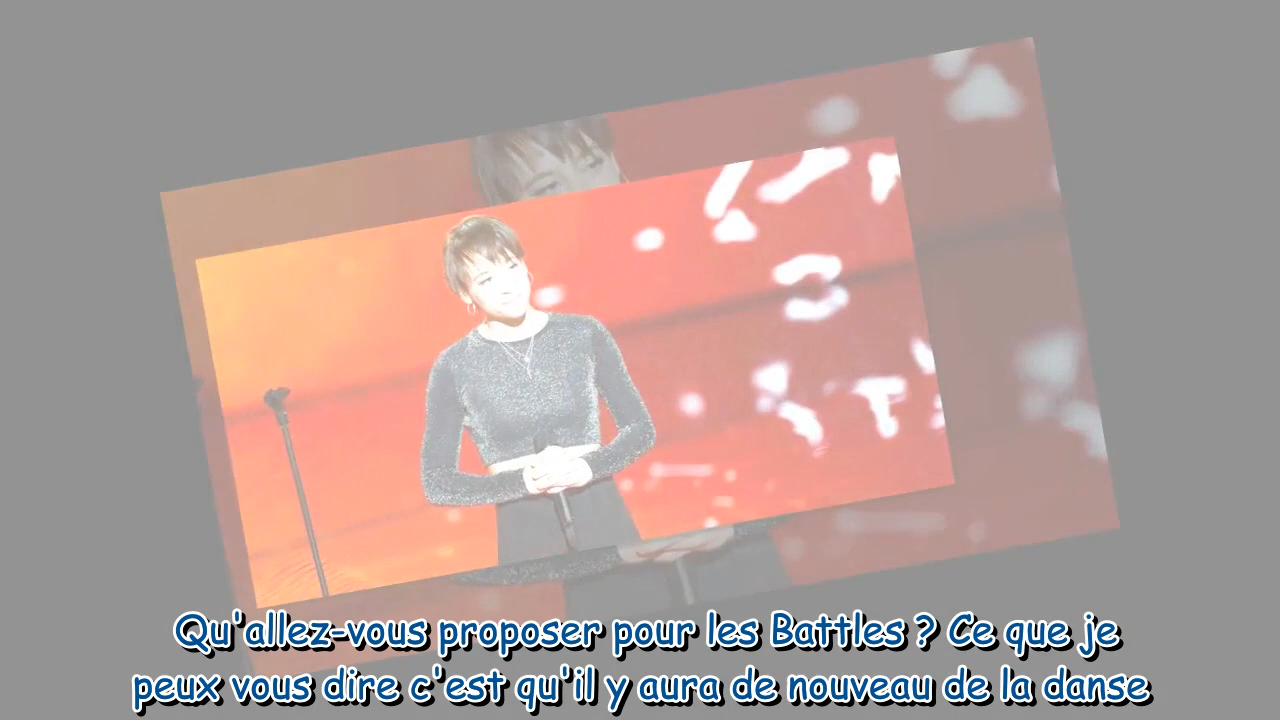 Qu'allez-vous proposer pour les Battles ? Ce que je
peux vous dire c'est qu'il y aura de nouveau de la danse